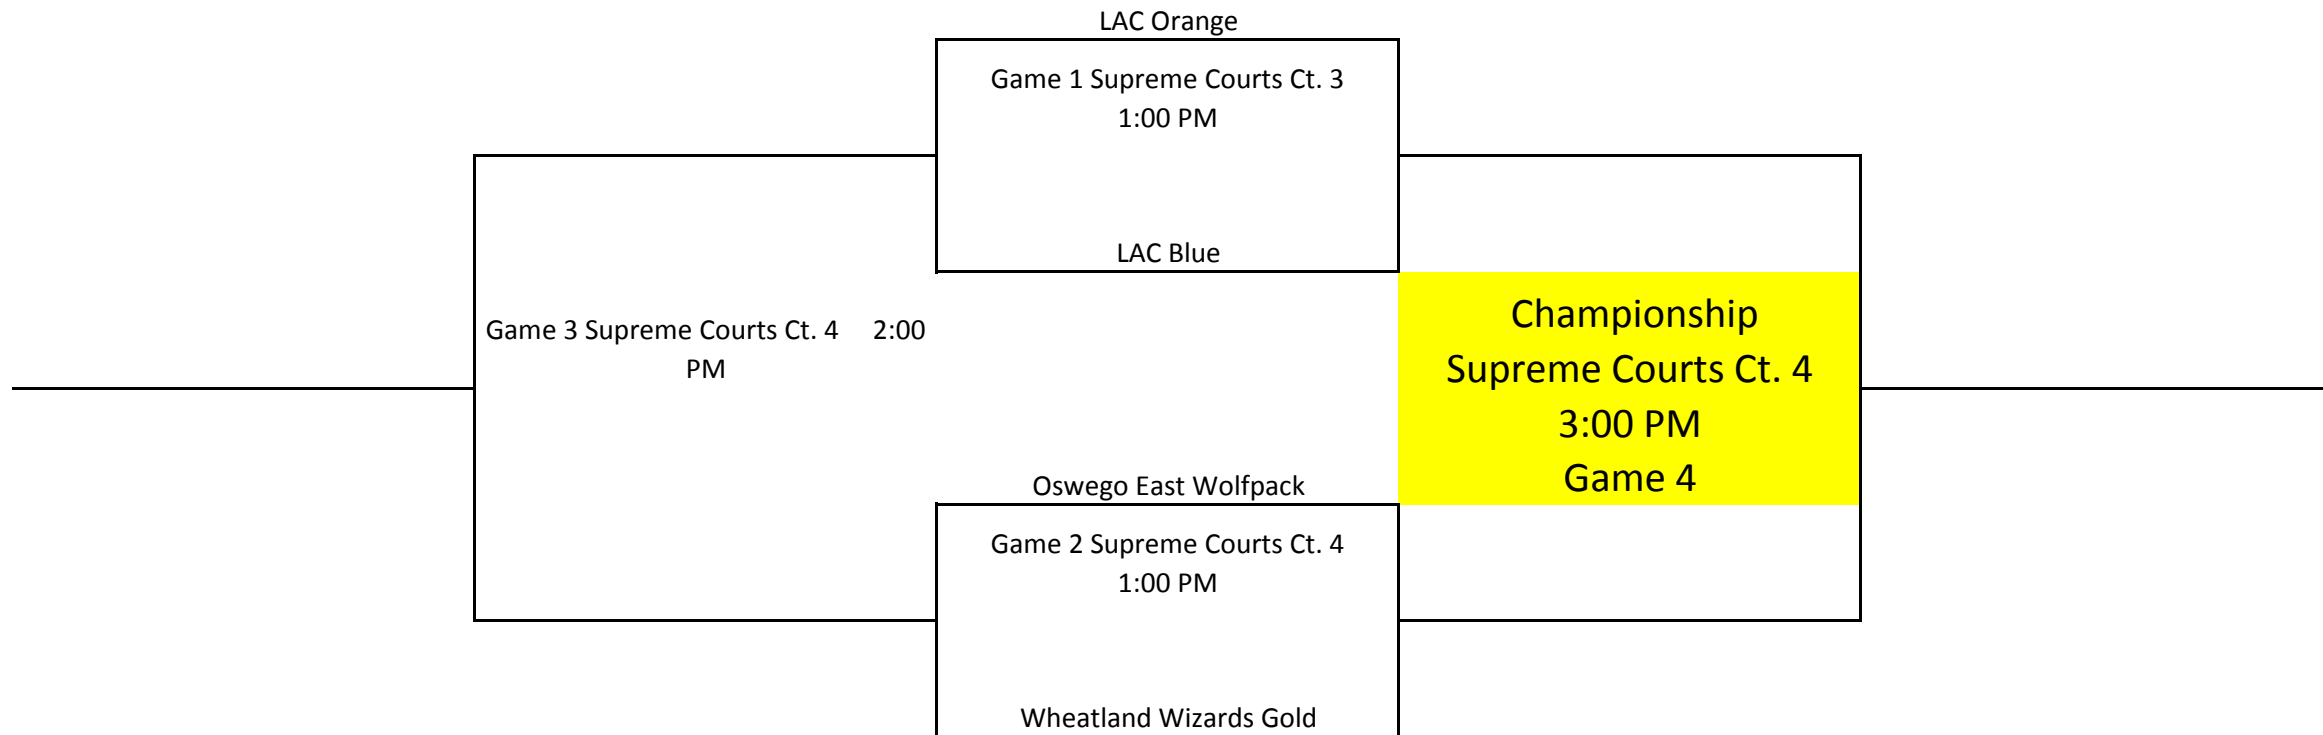 LAC Orange
Game 1 Supreme Courts Ct. 3
1:00 PM
LAC Blue
Game 3 Supreme Courts Ct. 4     2:00
PM
Championship
Supreme Courts Ct. 4
3:00 PM
Game 4
Oswego East Wolfpack
Game 2 Supreme Courts Ct. 4
1:00 PM
Wheatland Wizards Gold